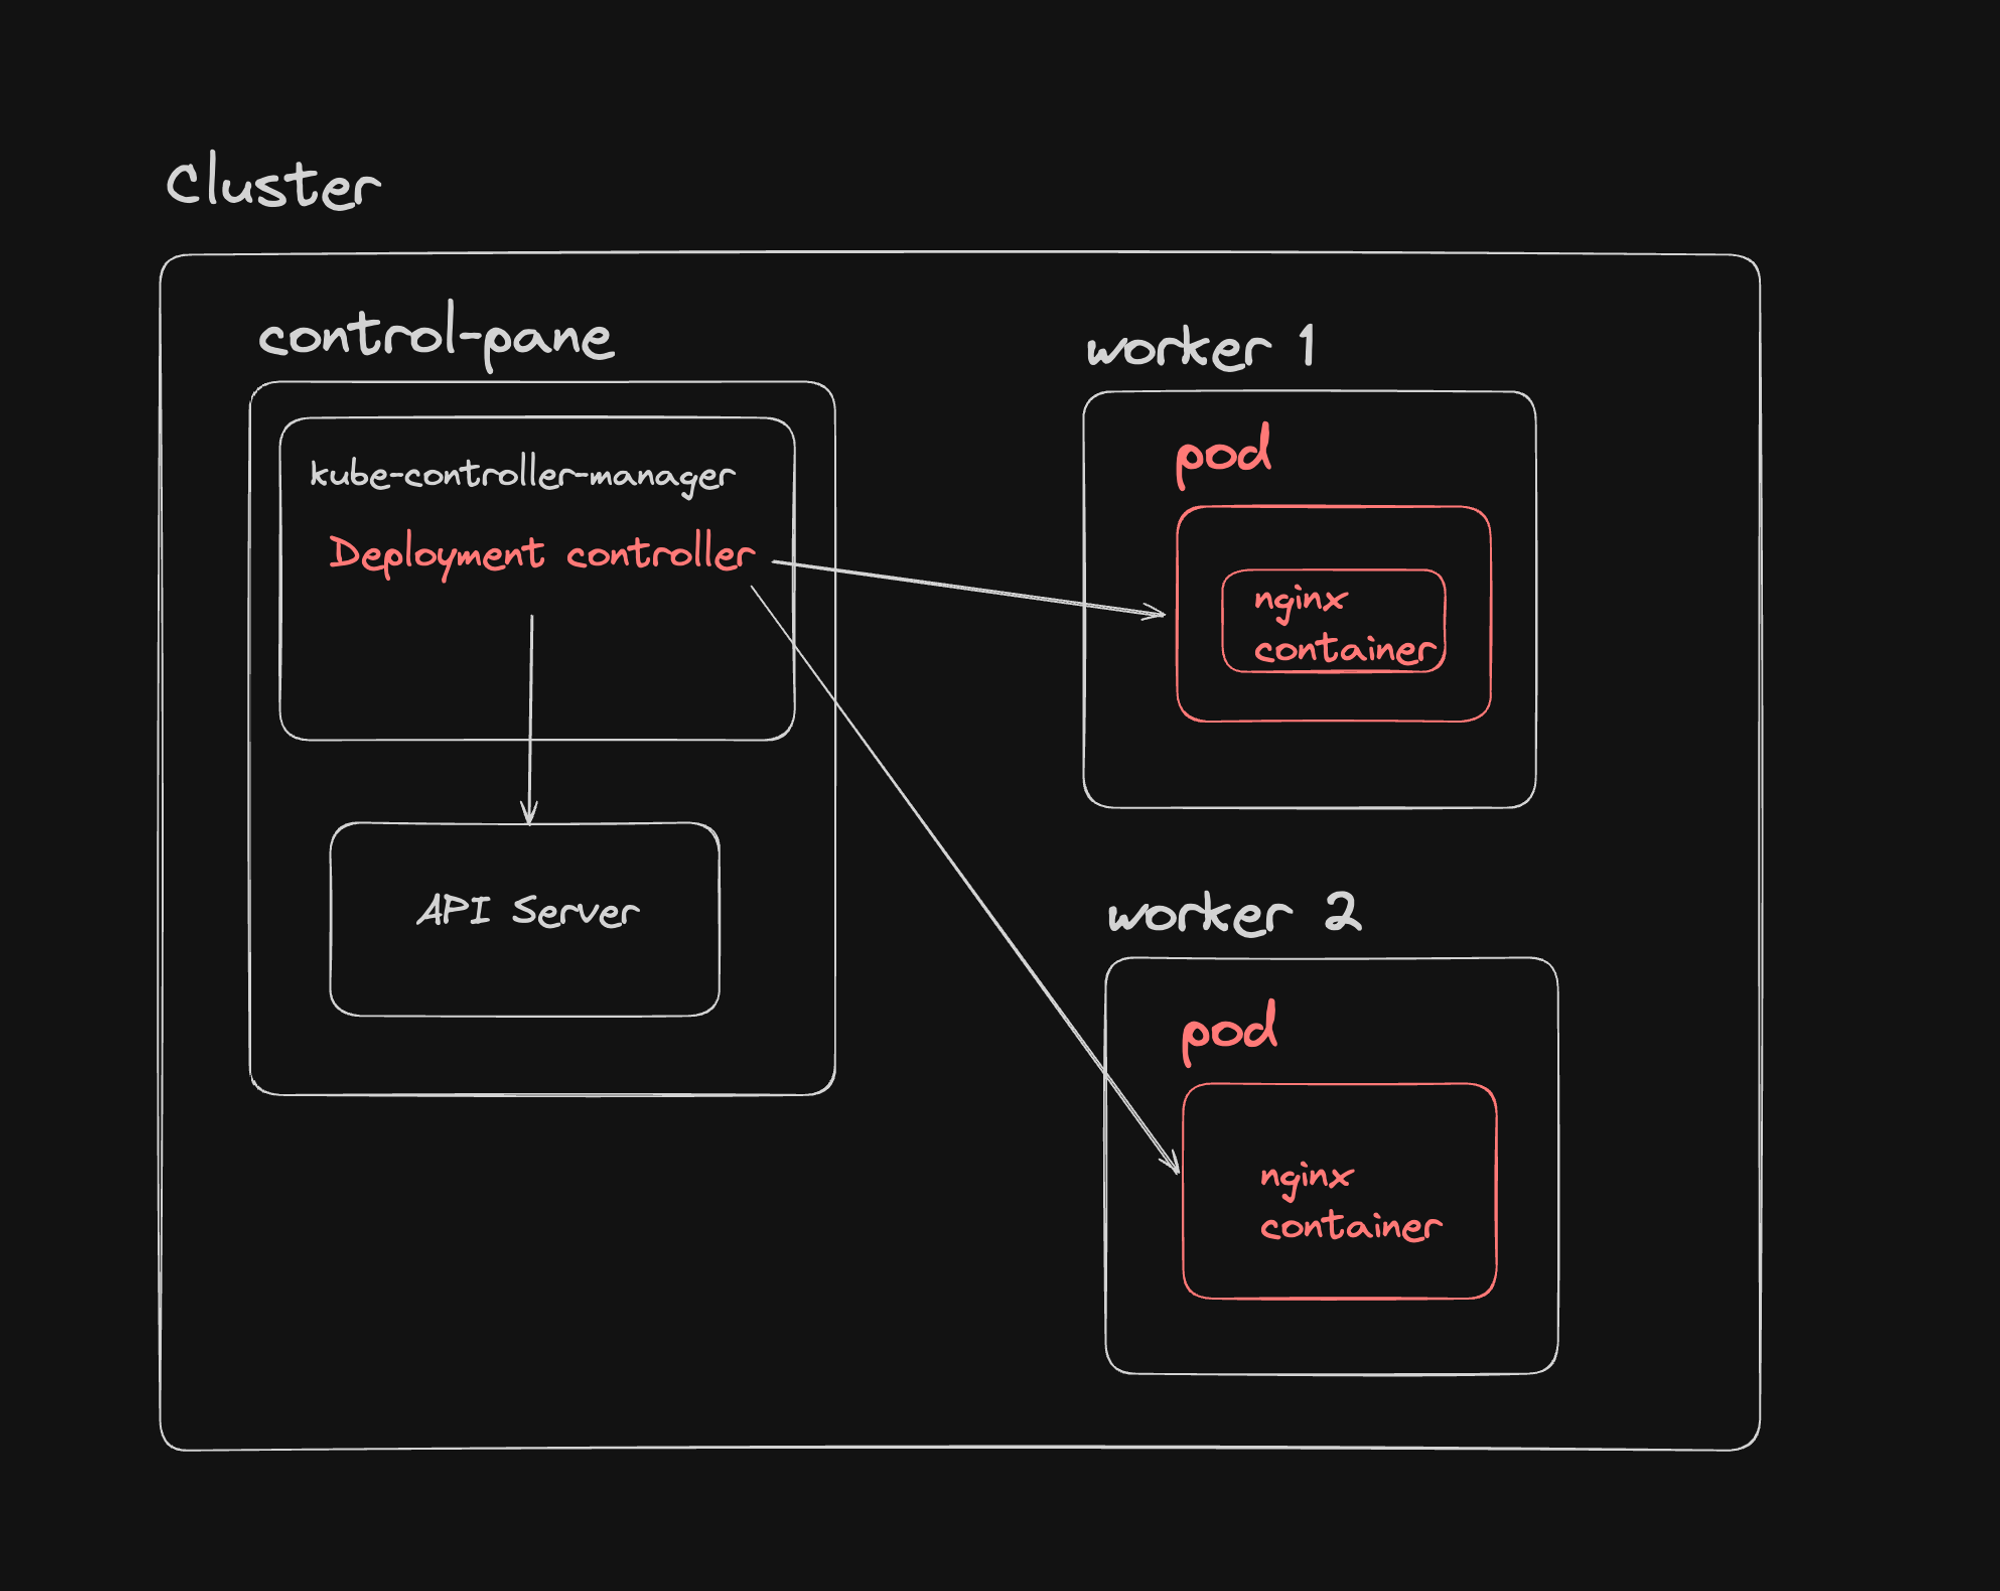 Cluster
control-pane
kube-controller-manager
Deployment controller
API Server
worker 1
pod
nginx
container
worker 2
pod
nginx
container